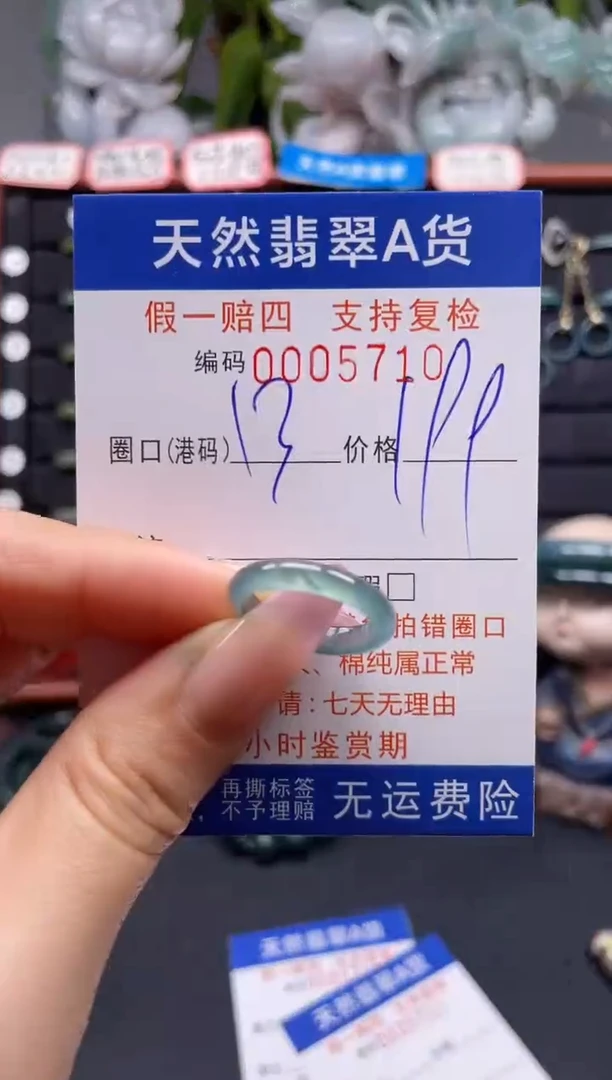 天然翡翠A货
假一赔四 支持复检
编码 0005710
圈口(港码) 13 价格 199
拍错圈口
、棉纯属正常
请:七天无理由
小时鉴赏期
再撕标签
,不予理赔
无运费险
天然翡翠A货
天然翡翠A货